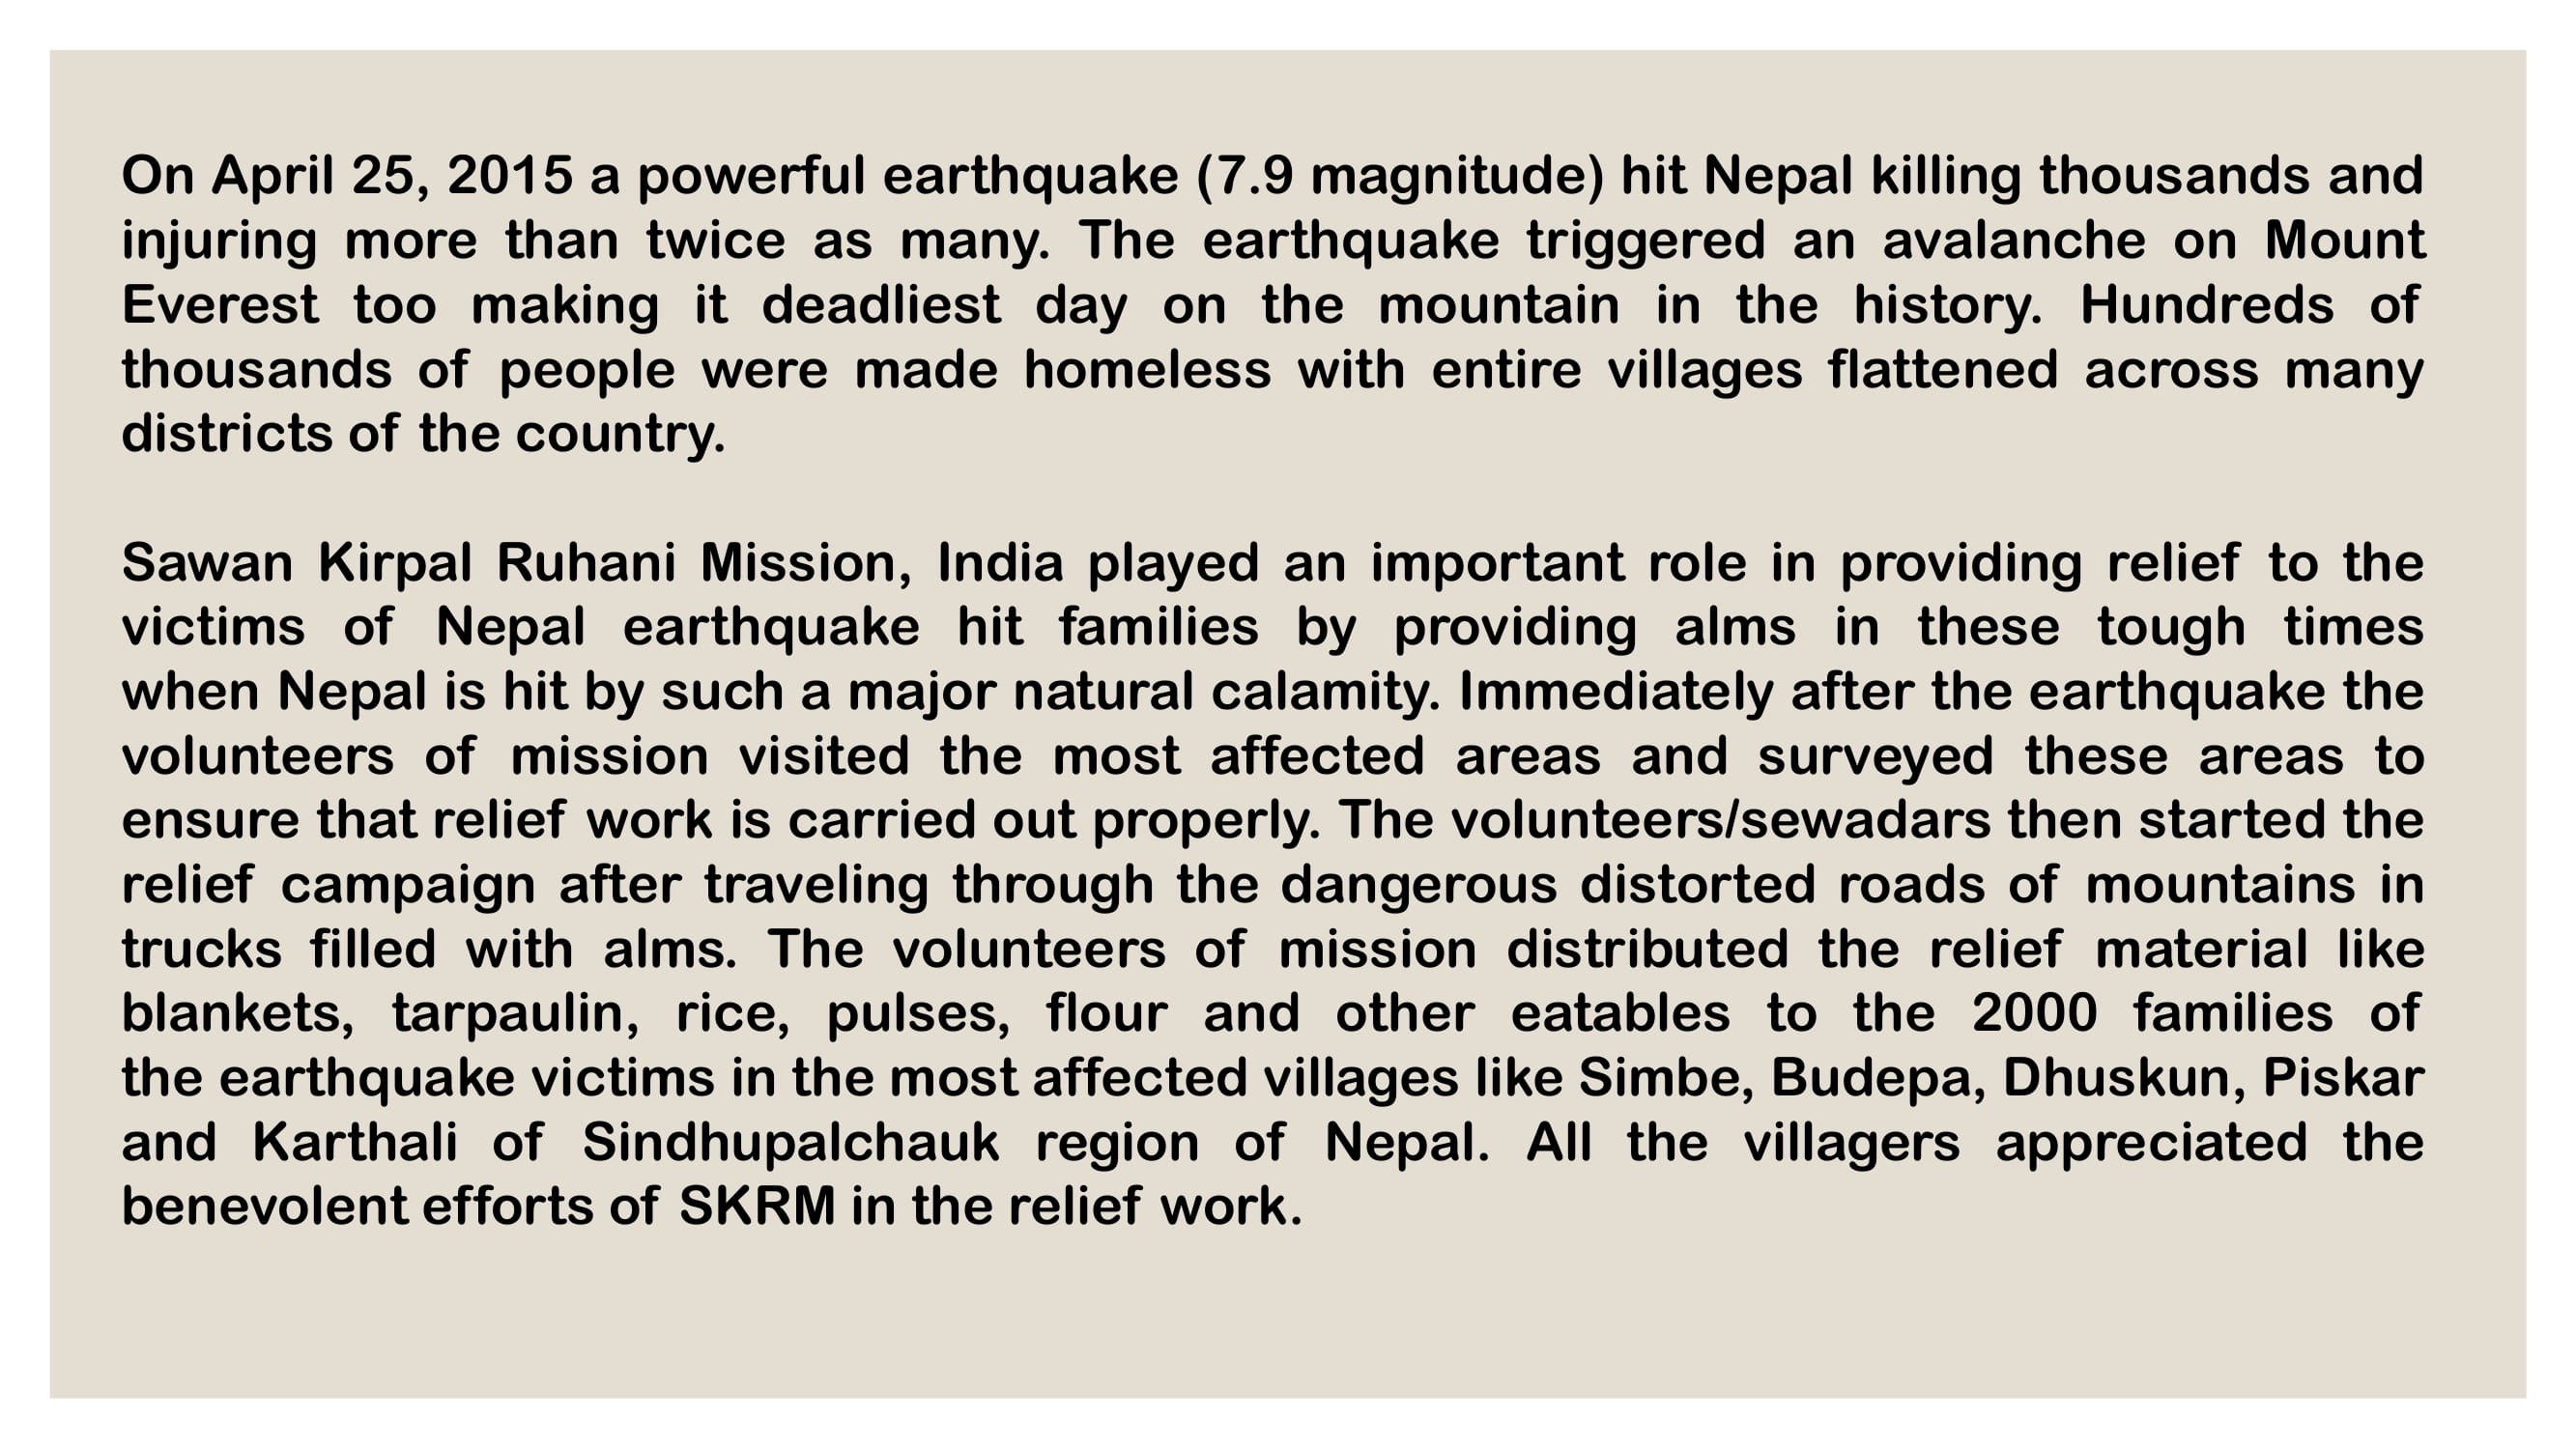 On April 25, 2015 a powerful earthquake (7.9 magnitude) hit Nepal killing thousands and
injuring more than twice as many. The earthquake triggered an avalanche on Mount
Everest too making it deadliest day on the mountain in the history. Hundreds of
thousands of people were made homeless with entire villages flattened across many
districts of the country.
Sawan Kirpal Ruhani Mission, India played an important role in providing relief to the
victims of Nepal earthquake hit families by providing alms in these tough times
when Nepal is hit by such a major natural calamity. Immediately after the earthquake the
volunteers of mission visited the most affected areas and surveyed these areas to
ensure that relief work is carried out properly. The volunteers/sewadars then started the
relief campaign after traveling through the dangerous distorted roads of mountains in
trucks filled with alms. The volunteers of mission distributed the relief material like
blankets, tarpaulin, rice, pulses, flour and other eatables to the 2000 families of
the earthquake victims in the most affected villages like Simbe, Budepa, Dhuskun, Piskar
and Karthali of Sindhupalchauk region of Nepal. All the villagers appreciated the
benevolent efforts of SKRM in the relief work.